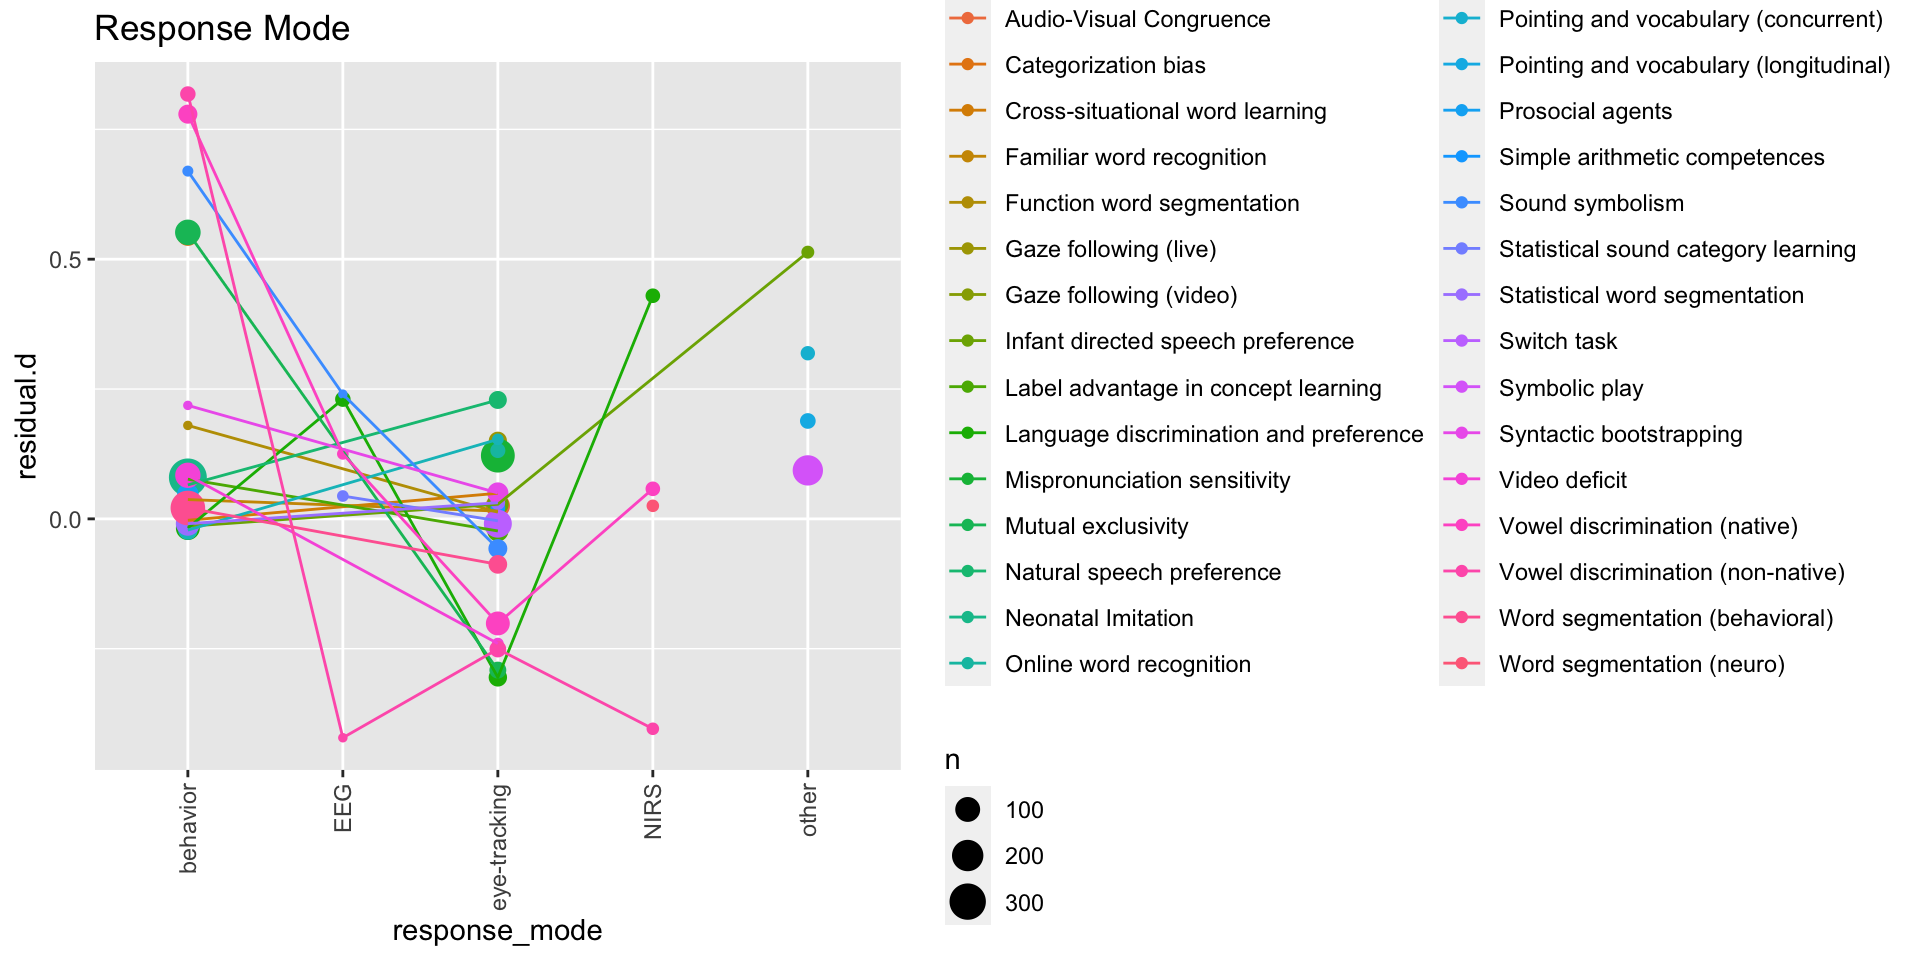 Response Mode
residual.d
0.5
0.0
behavior
EEG
eye-tracking
NIRS
other
response_mode
Audio-Visual Congruence
Categorization bias
Cross-situational word learning
Familiar word recognition
Function word segmentation
Gaze following (live)
Gaze following (video)
Infant directed speech preference
Label advantage in concept learning
Language discrimination and preference
Mispronunciation sensitivity
Mutual exclusivity
Natural speech preference
Neonatal Imitation
Online word recognition
Pointing and vocabulary (concurrent)
Pointing and vocabulary (longitudinal)
Prosocial agents
Simple arithmetic competences
Sound symbolism
Statistical sound category learning
Statistical word segmentation
Switch task
Symbolic play
Syntactic bootstrapping
Video deficit
Vowel discrimination (native)
Vowel discrimination (non-native)
Word segmentation (behavioral)
Word segmentation (neuro)
n
100
200
300